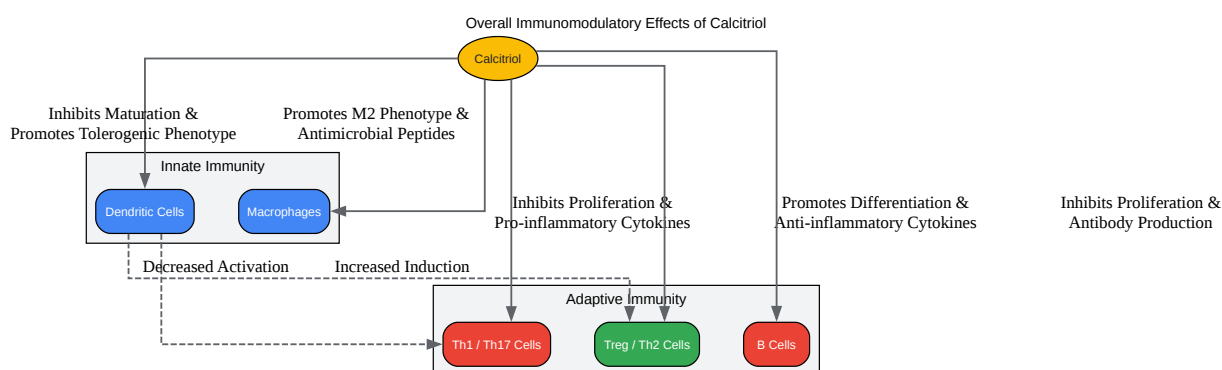 Overall Immunomodulatory Effects of Calcitriol
Calcitriol
Inhibits Maturation &
Promotes Tolerogenic Phenotype
Promotes M2 Phenotype &
Antimicrobial Peptides
Innate Immunity
Dendritic Cells
Macrophages
Inhibits Proliferation &
Pro-inflammatory Cytokines
Promotes Differentiation &
Anti-inflammatory Cytokines
Inhibits Proliferation &
Antibody Production
Decreased Activation
Increased Induction
Adaptive Immunity
Th1 / Th17 Cells
Treg / Th2 Cells
B Cells